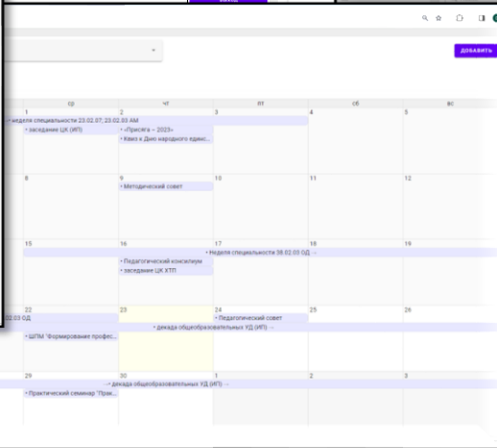 ДОБАВИТЬ
ср чт пт сб вс
1 2 3 4 5
неделя специальности 23.02.07; 23.02.03 АМ
• заседание ЦК (ИП) • «Присяга – 2023»
• Квиз к Дню народного единс...
8 9 10 11 12
• Методический совет
15 16 17 18 19
• Неделя специальности 38.02.03 ОД →
• Педагогический консилиум
• заседание ЦК ХТП
22 23 24 25 26
02.03 ОД • Педагогический совет
• декада общеобразовательных УД (ИП) →
• ШПМ "Формирование профес...
29 30 1 2 3
→ • декада общеобразовательных УД (ИП) →
• Практический семинар "Прак...